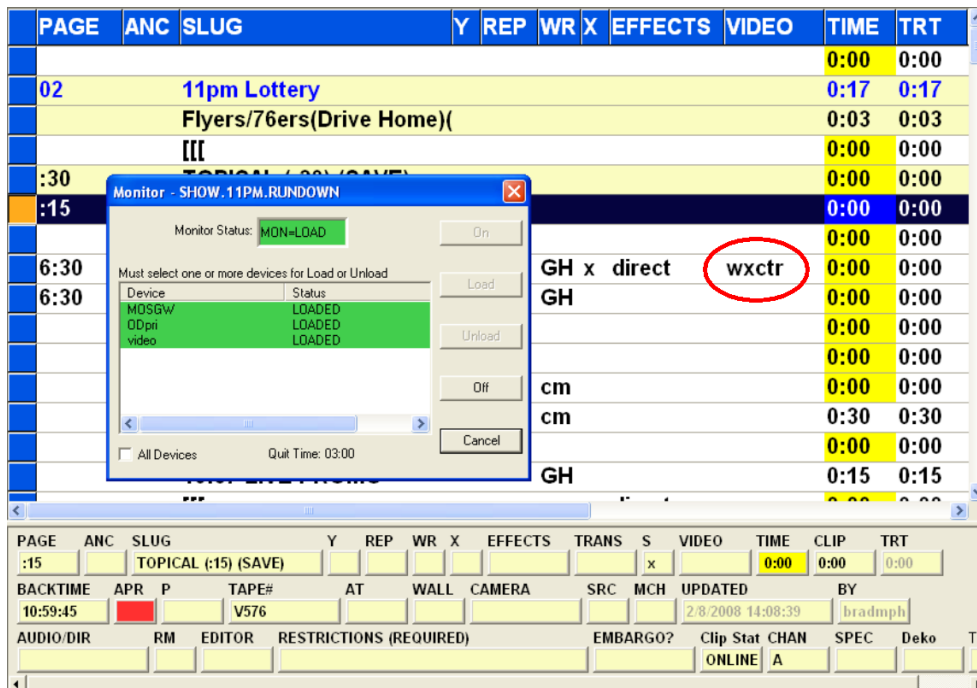 PAGE ANC SLUG Y REP WR X EFFECTS VIDEO TIME TRT
0:00 0:00
02 11pm Lottery 0:17 0:17
Flyers/76ers(Drive Home)( 0:03 0:03
[[[ 0:00 0:00
:30 TOPICAL (:30) (SAVE) 0:00 0:00
:15 0:00 0:00
0:00 0:00
6:30 GH x direct wxctr 0:00 0:00
6:30 GH 0:00 0:00
0:00 0:00
0:00 0:00
cm 0:00 0:00
cm 0:30 0:30
0:00 0:00
GH 0:15 0:15
Monitor - SHOW.11PM.RUNDOWN
Monitor Status: MON=LOAD On
Must select one or more devices for Load or Unload
Load
Device Status
MOSGW LOADED
ODpri LOADED
video LOADED
Unload
Off
Cancel
All Devices Quit Time: 03:00
PAGE ANC SLUG Y REP WR X EFFECTS TRANS S VIDEO TIME CLIP TRT
:15 TOPICAL (:15) (SAVE) x 0:00 0:00 0:00
BACKTIME APR P TAPE# AT WALL CAMERA SRC MCH UPDATED BY
10:59:45 V576 2/8/2008 14:08:39 bradmph
AUDIO/DIR RM EDITOR RESTRICTIONS (REQUIRED) EMBARGO? Clip Stat CHAN SPEC Deko T
ONLINE A